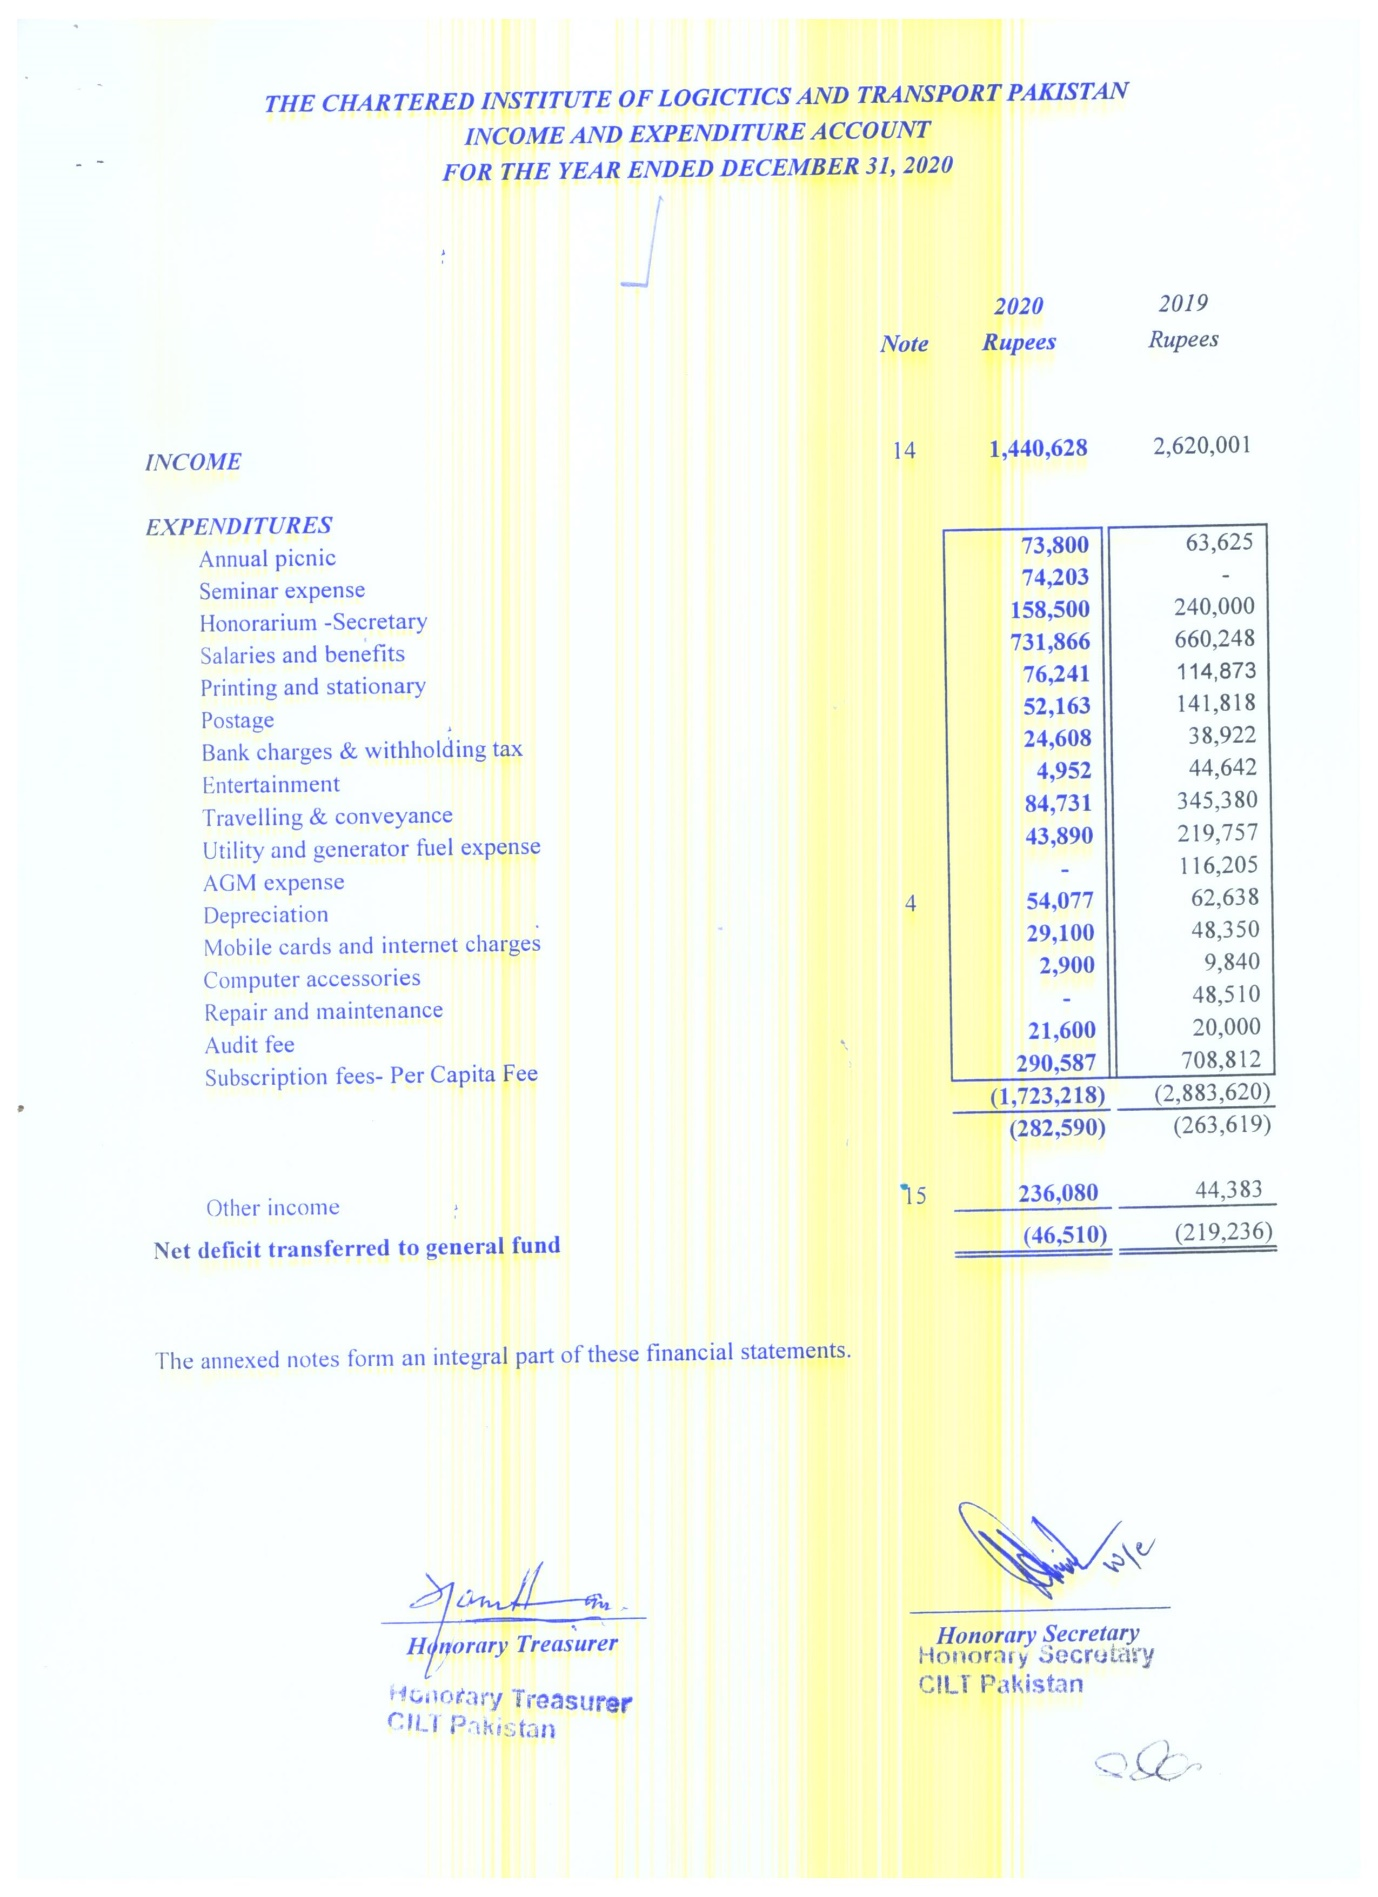 THE CHARTERED INSTITUTE OF LOGICTICS AND TRANSPORT PAKISTAN
INCOME AND EXPENDITURE ACCOUNT
FOR THE YEAR ENDED DECEMBER 31, 2020
2020 2019
Note Rupees Rupees
INCOME 14 1,440,628 2,620,001
EXPENDITURES
Annual picnic 73,800 63,625
Seminar expense 74,203 -
Honorarium -Secretary 158,500 240,000
Salaries and benefits 731,866 660,248
Printing and stationary 76,241 114,873
Postage 52,163 141,818
Bank charges & withholding tax 24,608 38,922
Entertainment 4,952 44,642
Travelling & conveyance 84,731 345,380
Utility and generator fuel expense 43,890 219,757
AGM expense - 116,205
Depreciation 4 54,077 62,638
Mobile cards and internet charges 29,100 48,350
Computer accessories 2,900 9,840
Repair and maintenance - 48,510
Audit fee 21,600 20,000
Subscription fees- Per Capita Fee 290,587 708,812
(1,723,218) (2,883,620)
(282,590) (263,619)
Other income 15 236,080 44,383
Net deficit transferred to general fund (46,510) (219,236)
The annexed notes form an integral part of these financial statements.
Honorary Treasurer
Honorary Treasurer
CILT Pakistan
Honorary Secretary
Honorary Secretary
CILT Pakistan